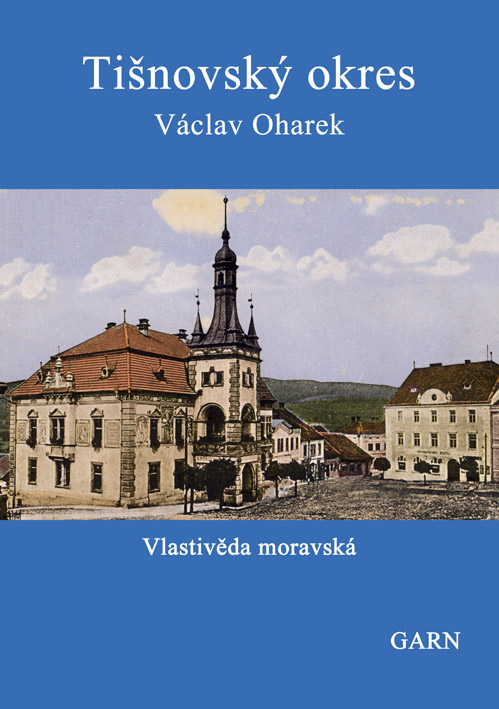 Tišnovský okres
Václav Oharek
Vlastivěda moravská
GARN